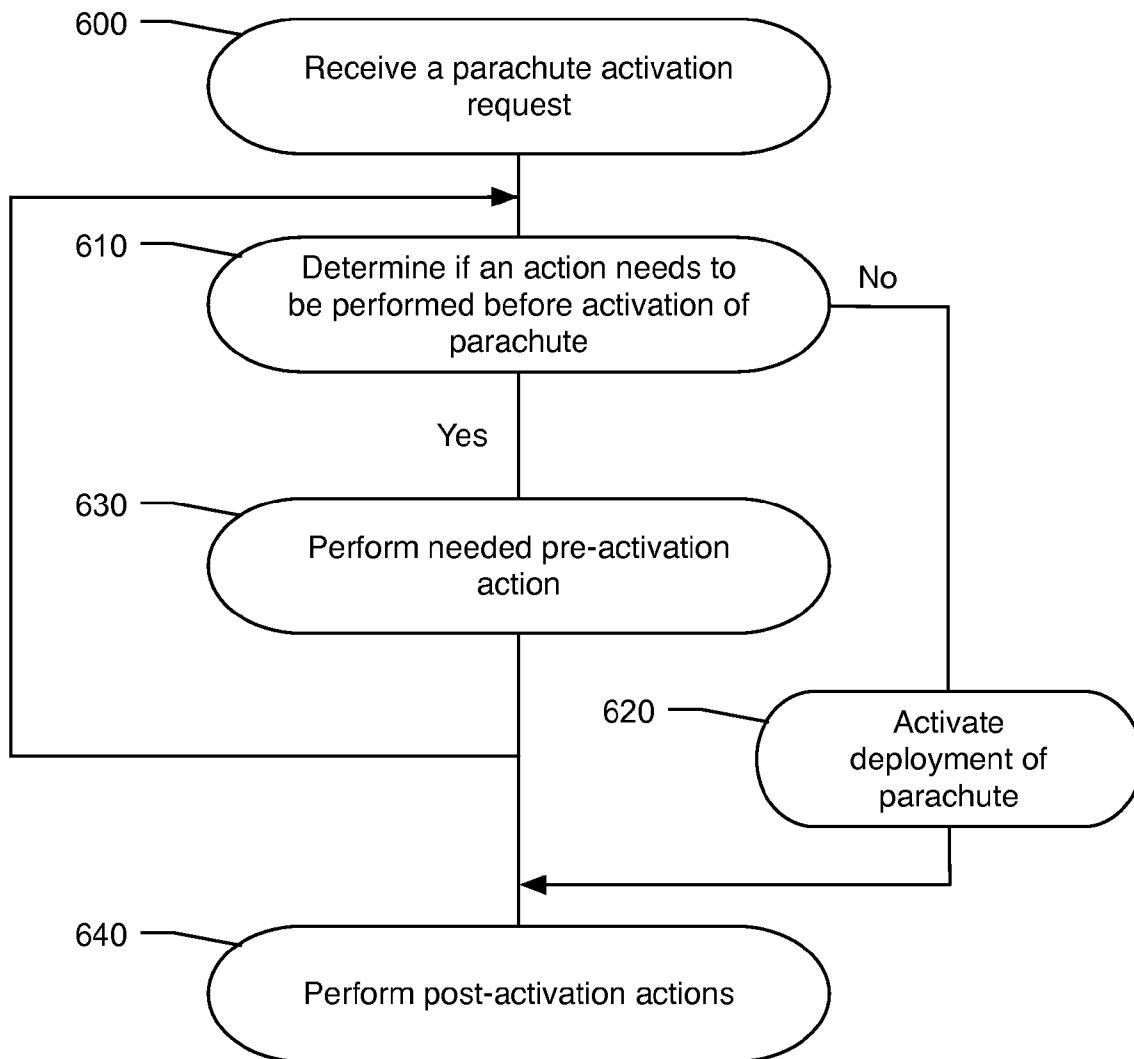 600
Receive a parachute activation
request
610
Determine if an action needs to
be performed before activation of
parachute
No
Yes
630
Perform needed pre-activation
action
620
Activate
deployment of
parachute
640
Perform post-activation actions